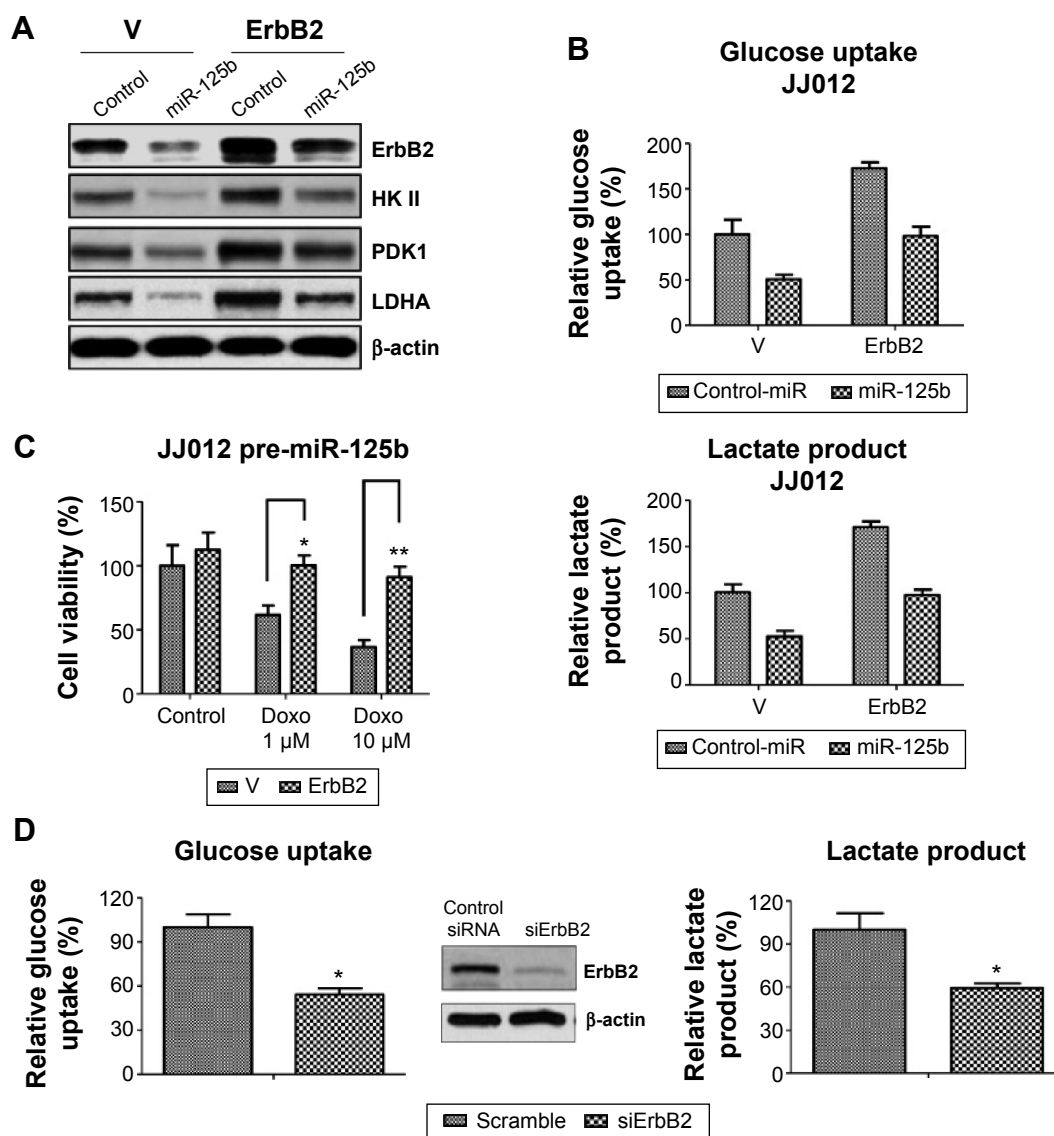 A
V ErbB2
Control miR-125b Control miR-125b
ErbB2
HK II
PDK1
LDHA
β-actin
B
Glucose uptake
JJ012
Relative glucose
uptake (%)
200
150
100
50
0
V ErbB2
Control-miR miR-125b
Lactate product
JJ012
Relative lactate
product (%)
200
150
100
50
0
V ErbB2
Control-miR miR-125b
C
JJ012 pre-miR-125b
Cell viability (%)
150
100
50
0
* **
Control Doxo Doxo
1 µM 10 µM
V ErbB2
D
Glucose uptake
Relative glucose
uptake (%)
120
90
60
30
0
*
Control
siRNA siErbB2
ErbB2
β-actin
Lactate product
Relative lactate
product (%)
120
90
60
30
0
*
Scramble siErbB2